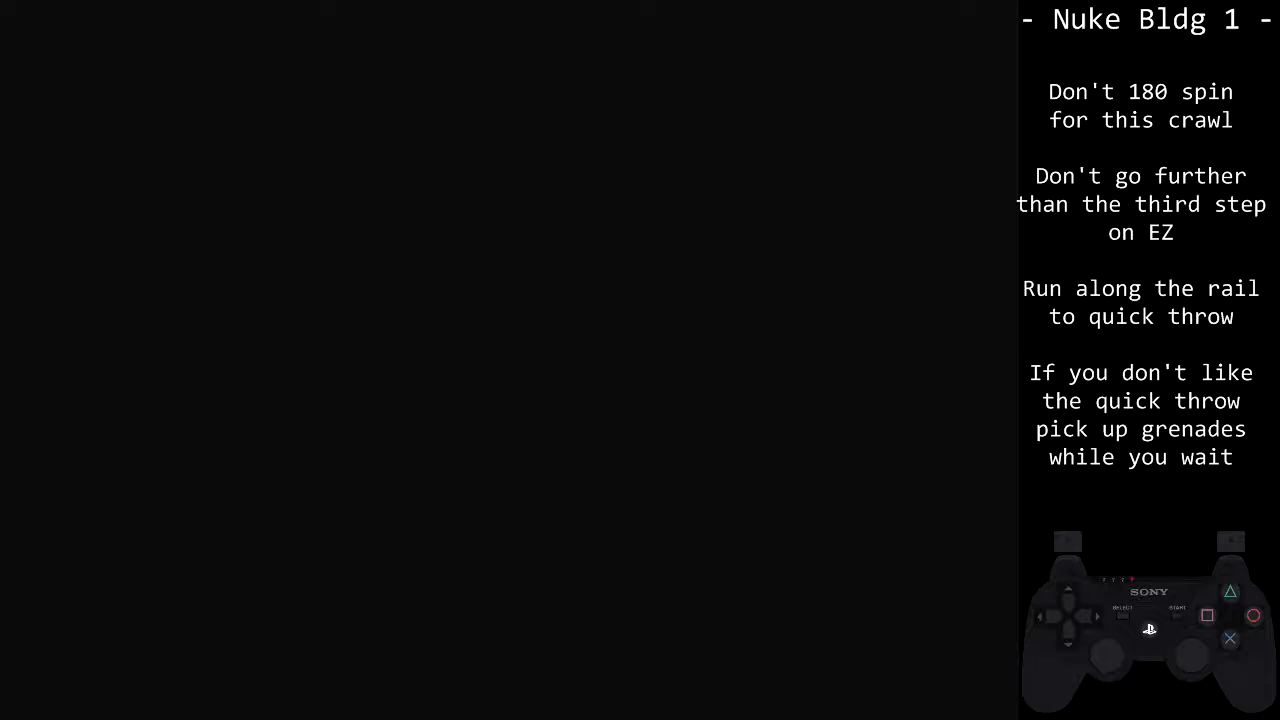 - Nuke Bldg 1 -
Don't 180 spin
for this crawl
Don't go further
than the third step
on EZ
Run along the rail
to quick throw
If you don't like
the quick throw
pick up grenades
while you wait
SONY
SELECT
START